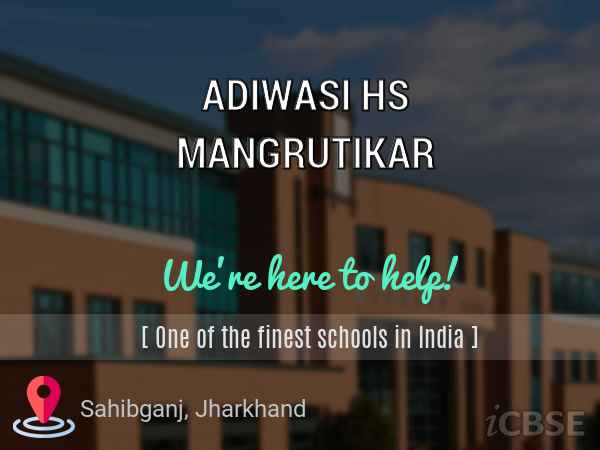 ADIWASI HS
MANGRUTIKAR
We're here to help!
[ One of the finest schools in India ]
Sahibganj, Jharkhand
iCBSE